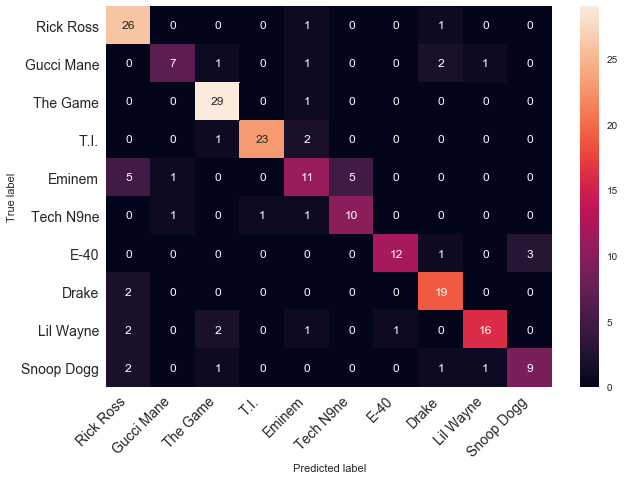 Rick Ross 26 0 0 0 1 0 0 1 0 0
Gucci Mane 0 7 1 0 1 0 0 2 1 0
The Game 0 0 29 0 1 0 0 0 0 0
T.I. 0 0 1 23 2 0 0 0 0 0
Eminem 5 1 0 0 11 5 0 0 0 0
Tech N9ne 0 1 0 1 1 10 0 0 0 0
E-40 0 0 0 0 0 0 12 1 0 3
Drake 2 0 0 0 0 0 0 19 0 0
Lil Wayne 2 0 2 0 1 0 1 0 16 0
Snoop Dogg 2 0 1 0 0 0 0 1 1 9
Rick Ross Gucci Mane The Game T.I. Eminem Tech N9ne E-40 Drake Lil Wayne Snoop Dogg
Predicted label
True label
25
20
15
10
5
0